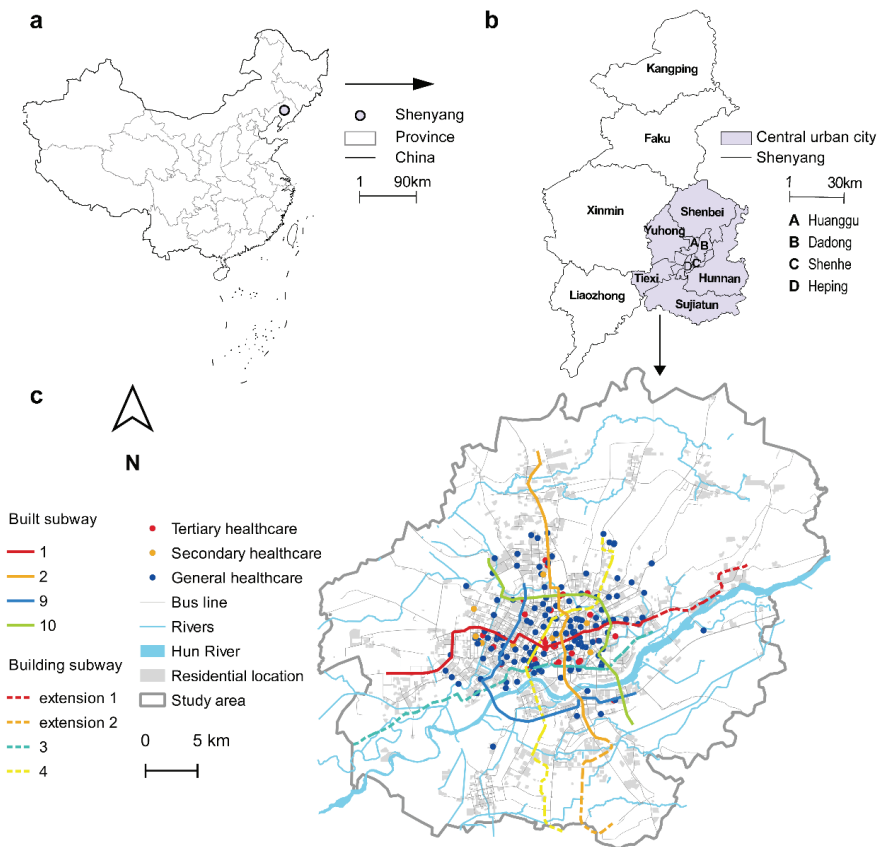 a
Shenyang
Province
China
1 90km
b
Kangping
Faku
Xinmin
Shenbei
Yuhong
A
B
C
D
Tiexi
Hunnan
Liaozhong
Sujiatun
Central urban city
Shenyang
1 30km
A Huanggu
B Dadong
C Shenhe
D Heping
c
N
Built subway
1
2
9
10
Building subway
extension 1
extension 2
3
4
Tertiary healthcare
Secondary healthcare
General healthcare
Bus line
Rivers
Hun River
Residential location
Study area
0 5 km